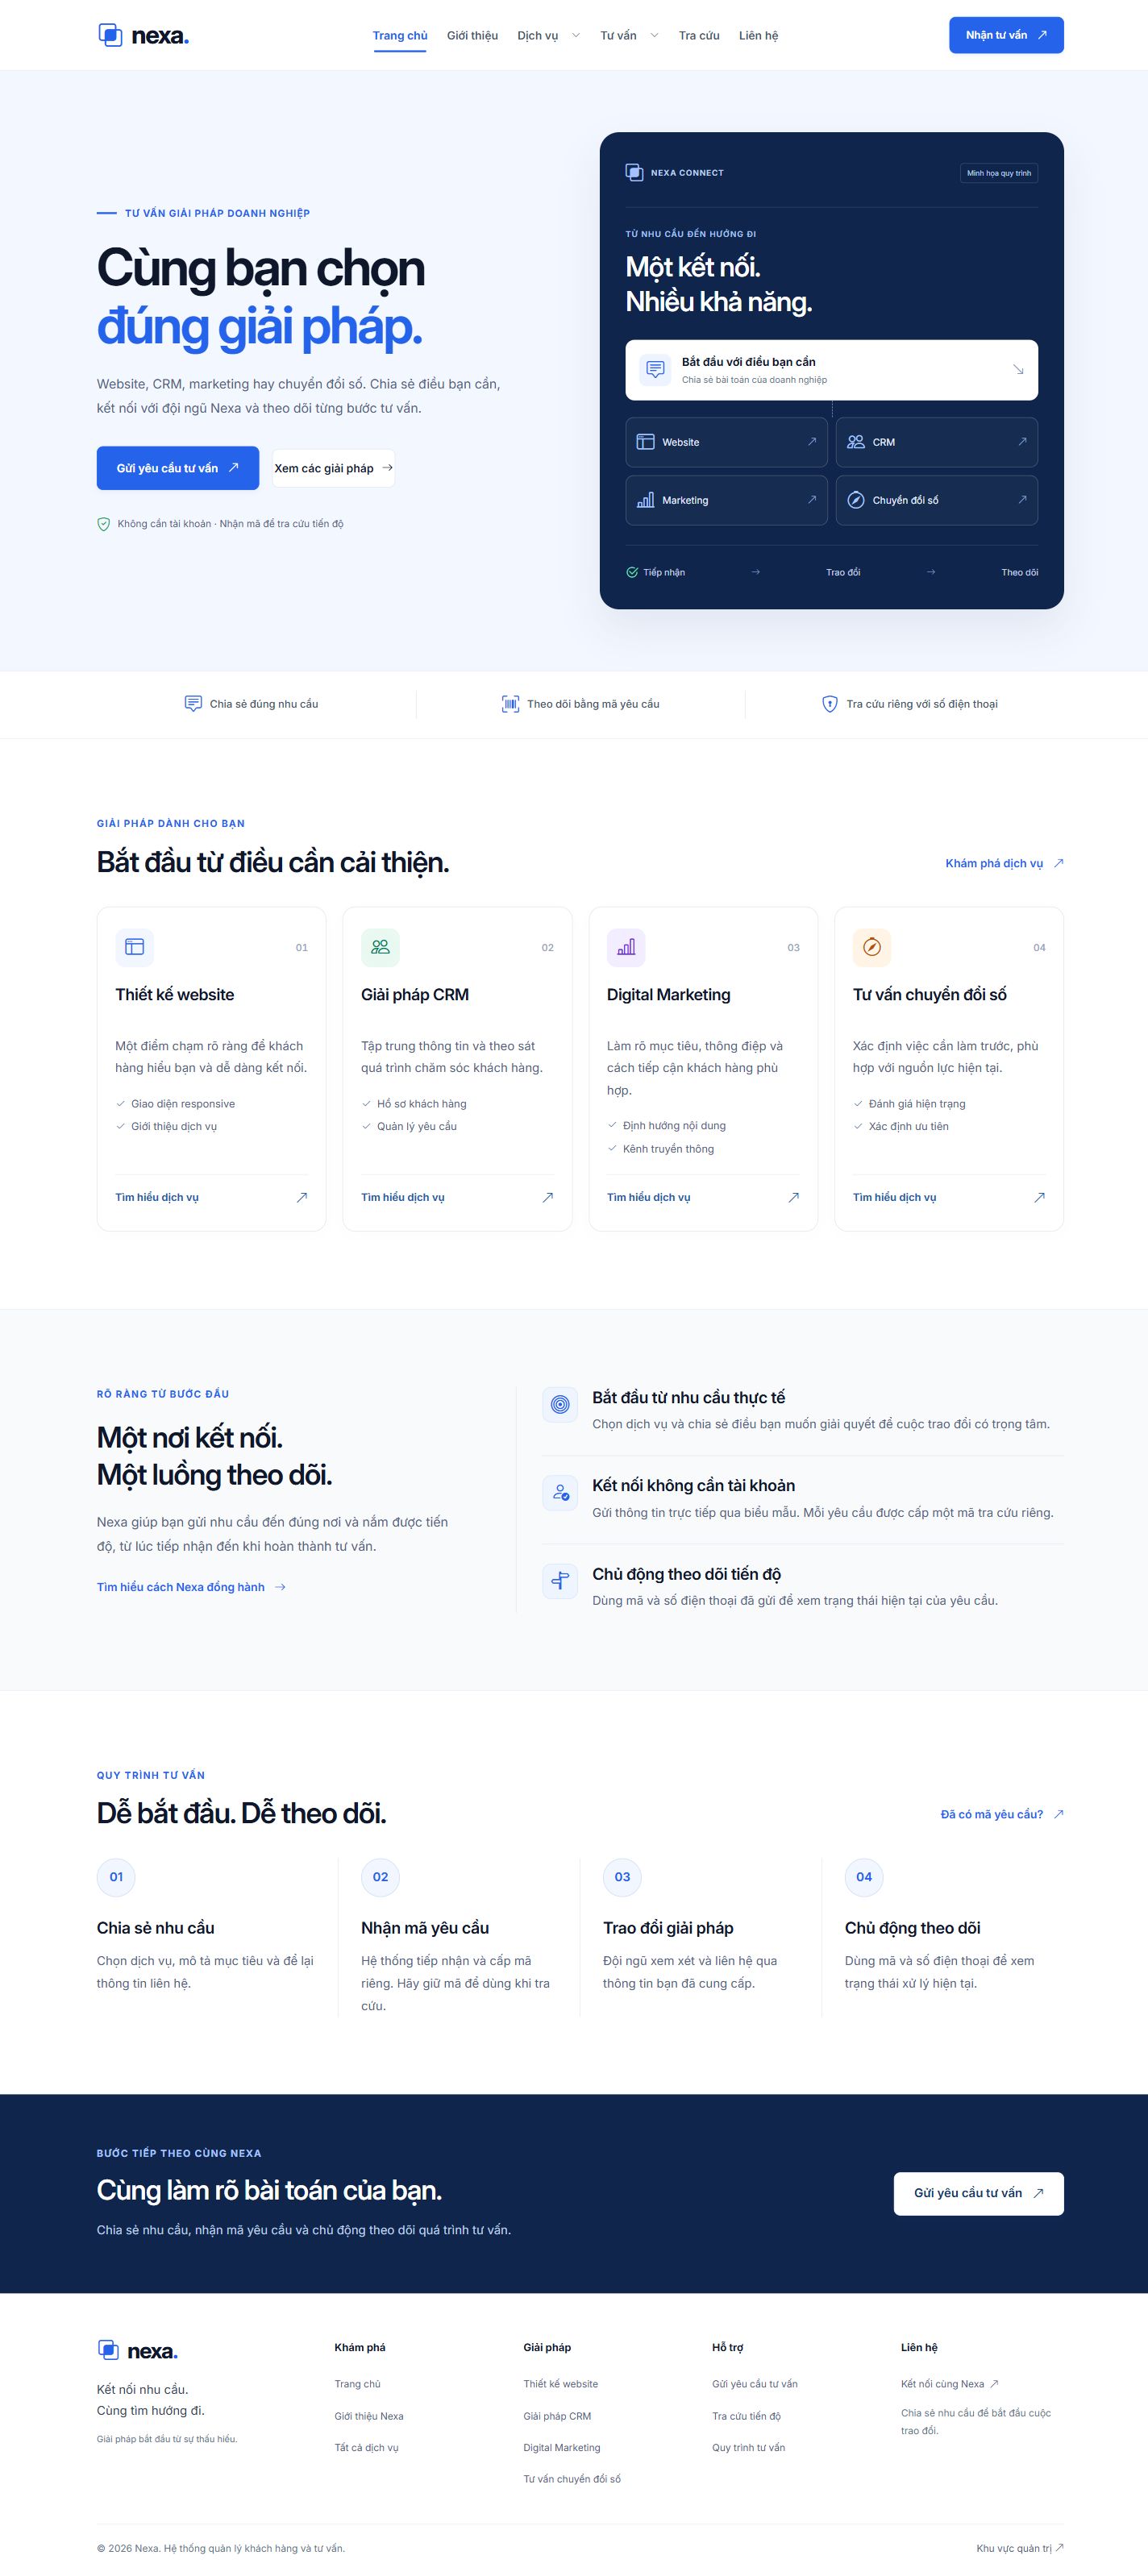 nexa.
Trang chủ
Giới thiệu
Dịch vụ
Tư vấn
Tra cứu
Liên hệ
Nhận tư vấn
TƯ VẤN GIẢI PHÁP DOANH NGHIỆP
Cùng bạn chọn
đúng giải pháp.
Website, CRM, marketing hay chuyển đổi số. Chia sẻ điều bạn cần,
kết nối với đội ngũ Nexa và theo dõi từng bước tư vấn.
Gửi yêu cầu tư vấn
Xem các giải pháp
Không cần tài khoản · Nhận mã để tra cứu tiến độ
NEXA CONNECT
Minh họa quy trình
TỪ NHU CẦU ĐẾN HƯỚNG ĐI
Một kết nối.
Nhiều khả năng.
Bắt đầu với điều bạn cần
Chia sẻ bài toán của doanh nghiệp
Website
CRM
Marketing
Chuyển đổi số
Tiếp nhận
Trao đổi
Theo dõi
Chia sẻ đúng nhu cầu
Theo dõi bằng mã yêu cầu
Tra cứu riêng với số điện thoại
GIẢI PHÁP DÀNH CHO BẠN
Bắt đầu từ điều cần cải thiện.
Khám phá dịch vụ
01
Thiết kế website
Một điểm chạm rõ ràng để khách
hàng hiểu bạn và dễ dàng kết nối.
Giao diện responsive
Giới thiệu dịch vụ
Tìm hiểu dịch vụ
02
Giải pháp CRM
Tập trung thông tin và theo sát
quá trình chăm sóc khách hàng.
Hồ sơ khách hàng
Quản lý yêu cầu
Tìm hiểu dịch vụ
03
Digital Marketing
Làm rõ mục tiêu, thông điệp và
cách tiếp cận khách hàng phù
hợp.
Định hướng nội dung
Kênh truyền thông
Tìm hiểu dịch vụ
04
Tư vấn chuyển đổi số
Xác định việc cần làm trước, phù
hợp với nguồn lực hiện tại.
Đánh giá hiện trạng
Xác định ưu tiên
Tìm hiểu dịch vụ
RÕ RÀNG TỪ BƯỚC ĐẦU
Một nơi kết nối.
Một luồng theo dõi.
Nexa giúp bạn gửi nhu cầu đến đúng nơi và nắm được tiến
độ, từ lúc tiếp nhận đến khi hoàn thành tư vấn.
Tìm hiểu cách Nexa đồng hành
Bắt đầu từ nhu cầu thực tế
Chọn dịch vụ và chia sẻ điều bạn muốn giải quyết để cuộc trao đổi có trọng tâm.
Kết nối không cần tài khoản
Gửi thông tin trực tiếp qua biểu mẫu. Mỗi yêu cầu được cấp một mã tra cứu riêng.
Chủ động theo dõi tiến độ
Dùng mã và số điện thoại đã gửi để xem trạng thái hiện tại của yêu cầu.
QUY TRÌNH TƯ VẤN
Dễ bắt đầu. Dễ theo dõi.
Đã có mã yêu cầu?
01
Chia sẻ nhu cầu
Chọn dịch vụ, mô tả mục tiêu và để lại
thông tin liên hệ.
02
Nhận mã yêu cầu
Hệ thống tiếp nhận và cấp mã
riêng. Hãy giữ mã để dùng khi tra
cứu.
03
Trao đổi giải pháp
Đội ngũ xem xét và liên hệ qua
thông tin bạn đã cung cấp.
04
Chủ động theo dõi
Dùng mã và số điện thoại để xem
trạng thái xử lý hiện tại.
BƯỚC TIẾP THEO CÙNG NEXA
Cùng làm rõ bài toán của bạn.
Chia sẻ nhu cầu, nhận mã yêu cầu và chủ động theo dõi quá trình tư vấn.
Gửi yêu cầu tư vấn
nexa.
Kết nối nhu cầu.
Cùng tìm hướng đi.
Giải pháp bắt đầu từ sự thấu hiểu.
Khám phá
Trang chủ
Giới thiệu Nexa
Tất cả dịch vụ
Giải pháp
Thiết kế website
Giải pháp CRM
Digital Marketing
Tư vấn chuyển đổi số
Hỗ trợ
Gửi yêu cầu tư vấn
Tra cứu tiến độ
Quy trình tư vấn
Liên hệ
Kết nối cùng Nexa
Chia sẻ nhu cầu để bắt đầu cuộc
trao đổi.
© 2026 Nexa. Hệ thống quản lý khách hàng và tư vấn.
Khu vực quản trị